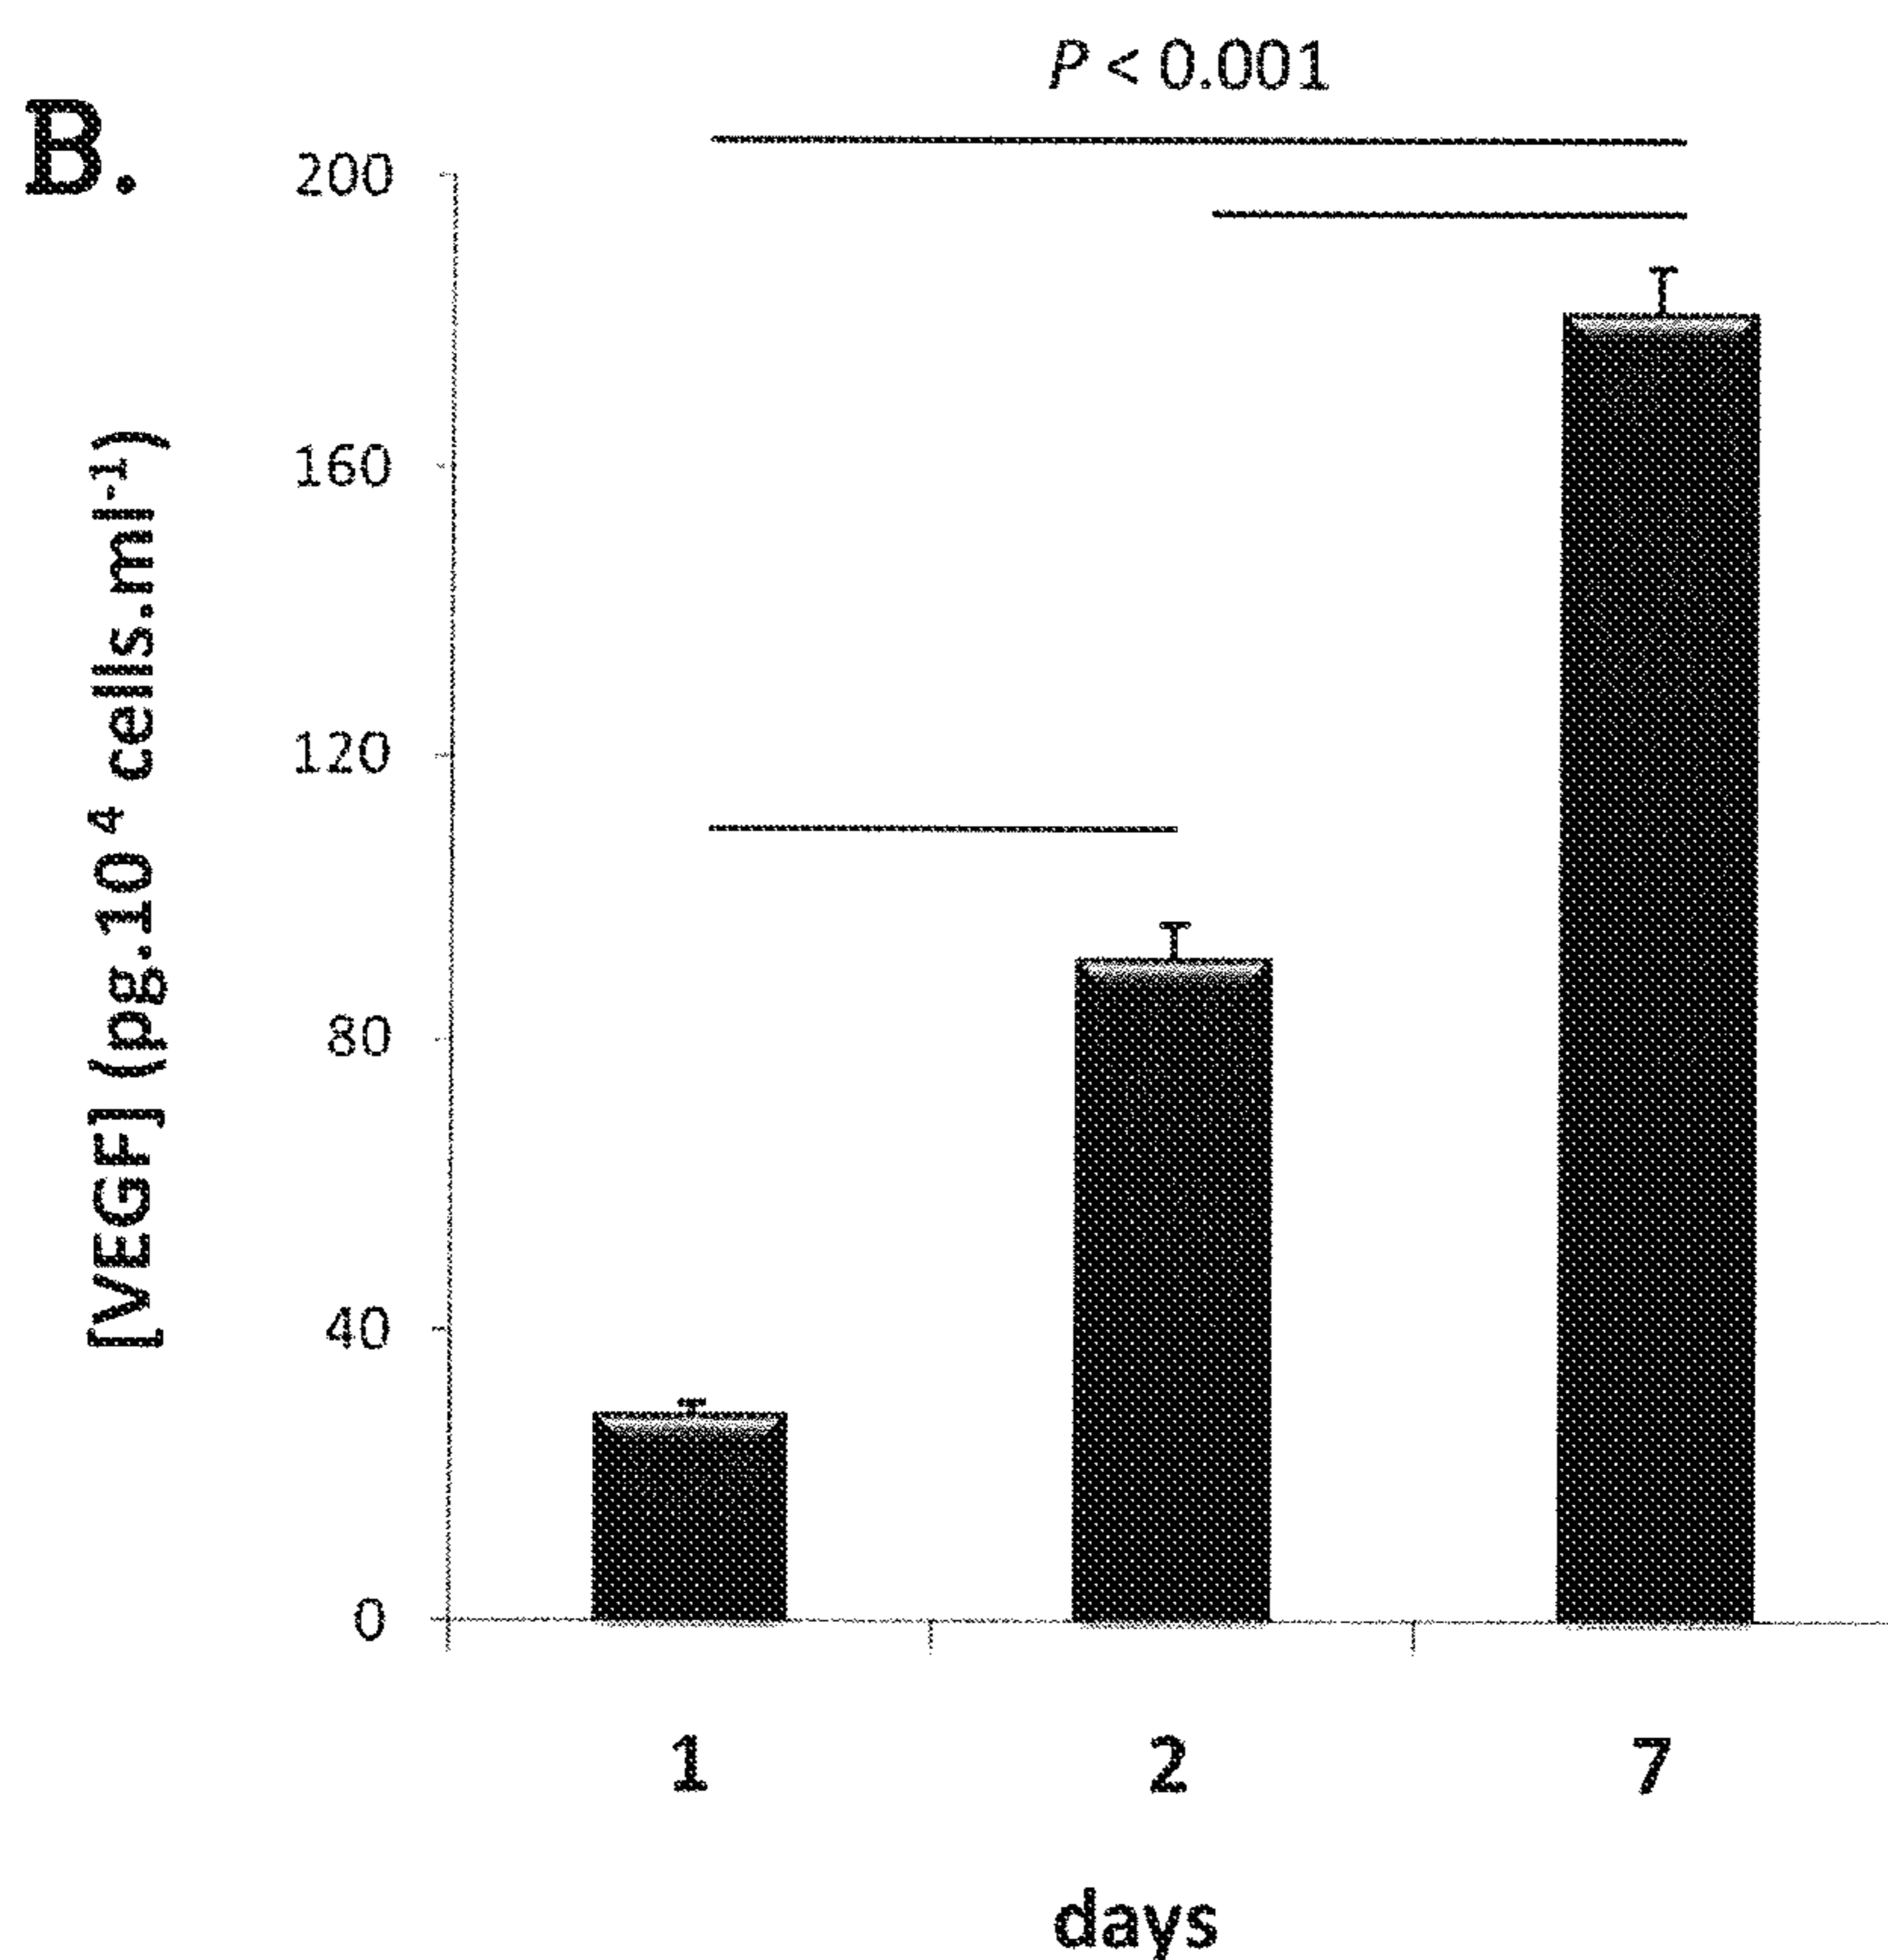 P < 0.001
B.
200
160
120
80
40
0
[VEGF] (pg.10⁴ cells.ml⁻¹)
1 2 7
days